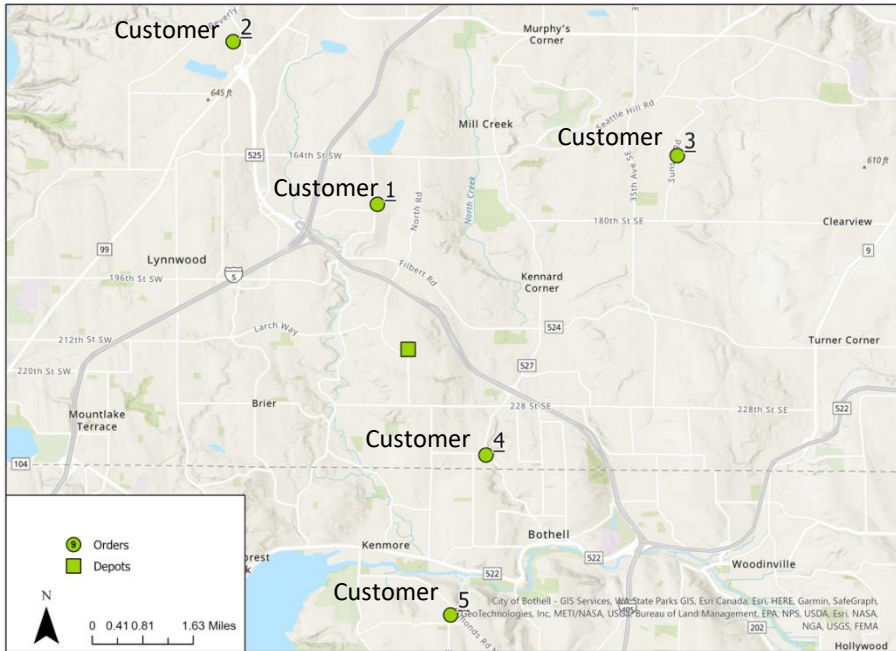 Beverly
Murphy's
Corner
Customer 2
645 ft
Seattle Hill Rd
Mill Creek
Customer 3
35th Ave
610 ft
525
164th St SW
Customer 1
North Rd
North Creek
180th St SE
Clearview
99
Lynnwood
9
5
196th St SW
Filbert Rd
Kennard
Corner
Larch Way
524
212th St SW
Turner Corner
220th St SW
527
Brier
228 St SE
228th St SE
522
Mountlake
Terrace
Customer 4
104
9 Orders
Depots
Bothell
Kenmore
522
Woodinville
Customer 5
City of Bothell - GIS Services, WA State Parks GIS, Esri Canada, Esri, HERE, Garmin, SafeGraph,
GeoTechnologies, Inc, METI/NASA, USGS, Bureau of Land Management, EPA, NPS, USDA, Esri, NASA,
NGA, USGS, FEMA
405
202
Hollywood
N
0 0.41 0.81 1.63 Miles